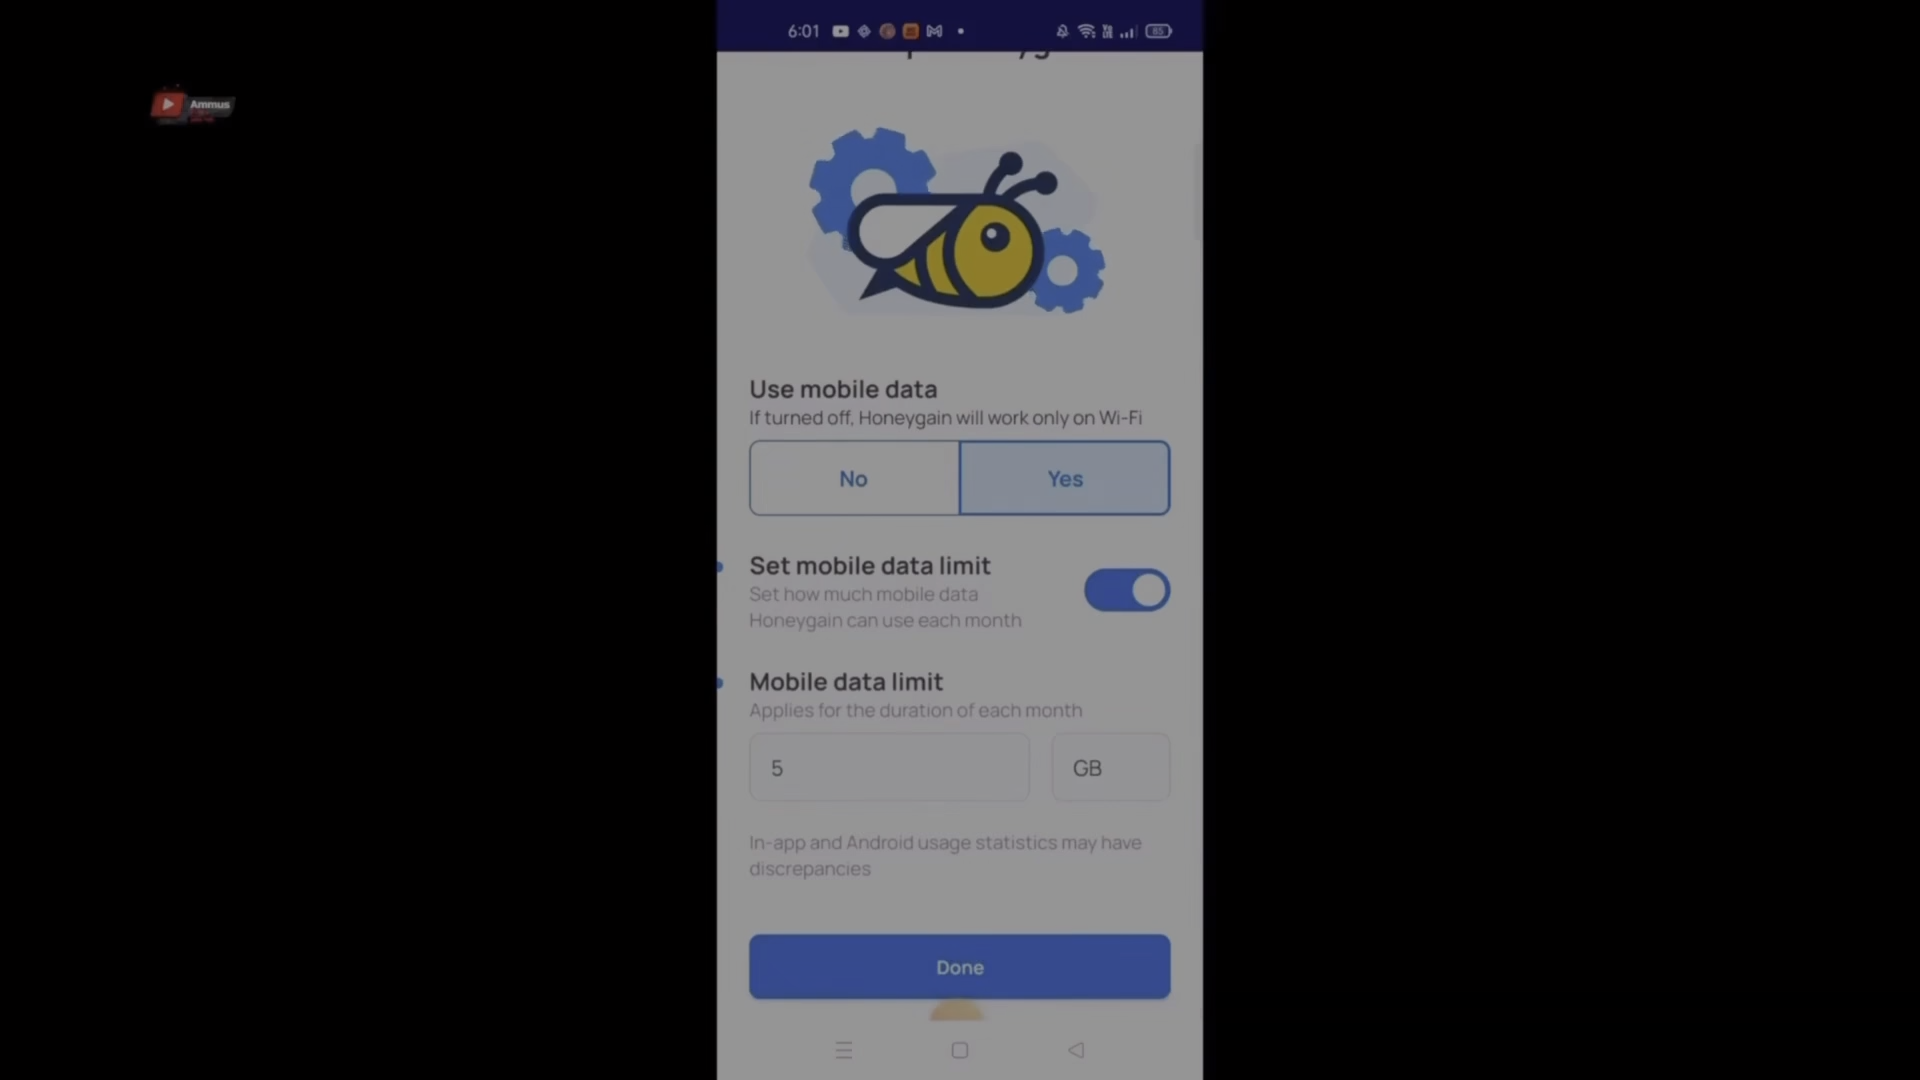 6:01
85
Ammus
Use mobile data
If turned off, Honeygain will work only on Wi-Fi
No
Yes
Set mobile data limit
Set how much mobile data
Honeygain can use each month
Mobile data limit
Applies for the duration of each month
5
GB
In-app and Android usage statistics may have
discrepancies
Done